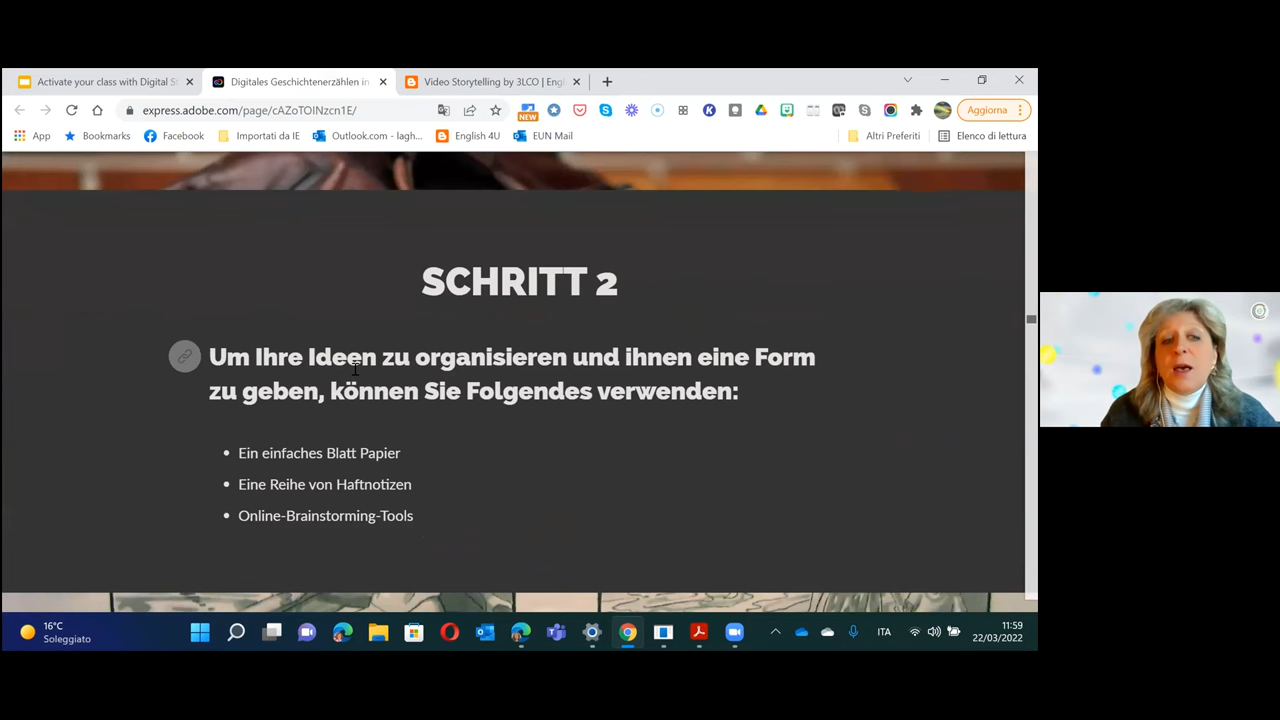 Activate your class with Digital S
Digitales Geschichtenerzählen in
Video Storytelling by 3LCO | Eng
express.adobe.com/page/cAZoTOlNzcn1E/
NEW
Aggiorna
App
Bookmarks
Facebook
Importati da IE
Outlook.com - lagh...
English 4U
EUN Mail
Altri Preferiti
Elenco di lettura
SCHRITT 2
Um Ihre Ideen zu organisieren und ihnen eine Form
zu geben, können Sie Folgendes verwenden:
• Ein einfaches Blatt Papier
• Eine Reihe von Haftnotizen
• Online-Brainstorming-Tools
16°C
Soleggiato
ITA
11:59
22/03/2022